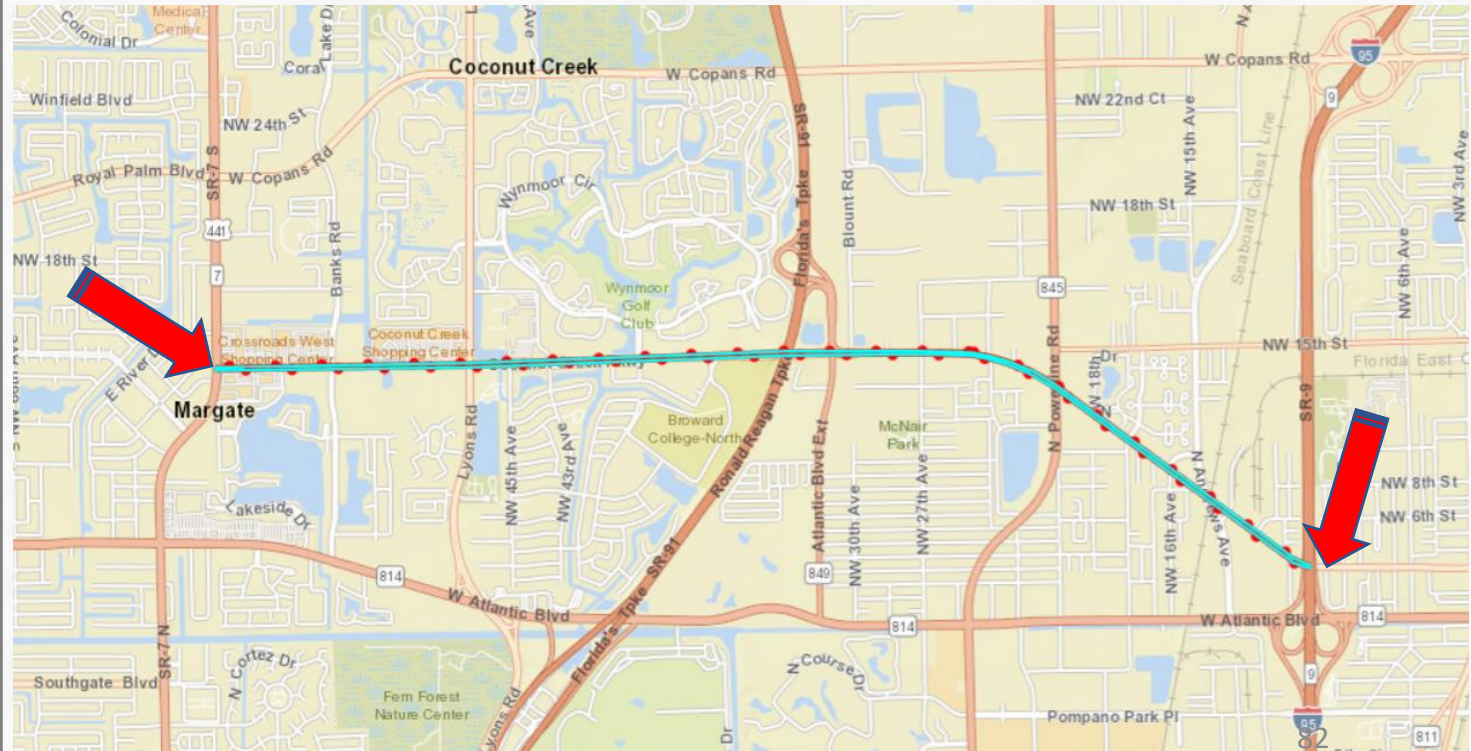 Medical
Center
Colonial Dr
Lake Dr
Coral
Coconut Creek
W Copans Rd
W Copans Rd
95
9
Winfield Blvd
NW 24th St
SR-91
NW 22nd Ct
NW 15th Ave
Seaboard Coast Line
NW 3rd Ave
Royal Palm Blvd
SR-7 S
W Copans Rd
Wynmoor Cir
Blount Rd
NW 18th St
441
NW 18th St
7
Banks Rd
Florida's Tpke
Wynmoor
Golf
Club
845
NW 6th Ave
Crossroads West
Shopping Center
Coconut Creek
Shopping Center
NW 15th St
Florida East C
E River
Dr
N Powerline Rd
NW 18th
SR-9
Margate
Lyons Rd
NW 45th Ave
NW 43rd Ave
Broward
College-North
Ronald Reagan Tpke
McNair
Park
Atlantic Blvd Ext
NW 30th Ave
NW 27th Ave
N Andrews Ave
NW 16th Ave
NW 8th St
NW 6th St
Lakeside Dr
814
W Atlantic Blvd
SR-91
849
814
W Atlantic Blvd
814
SR-7 N
N Cortez Dr
Florida's Tpke
N Course Dr
Southgate Blvd
Fern Forest
Nature Center
Lyons Rd
Dr
9
Pompano Park Pl
95
82
811